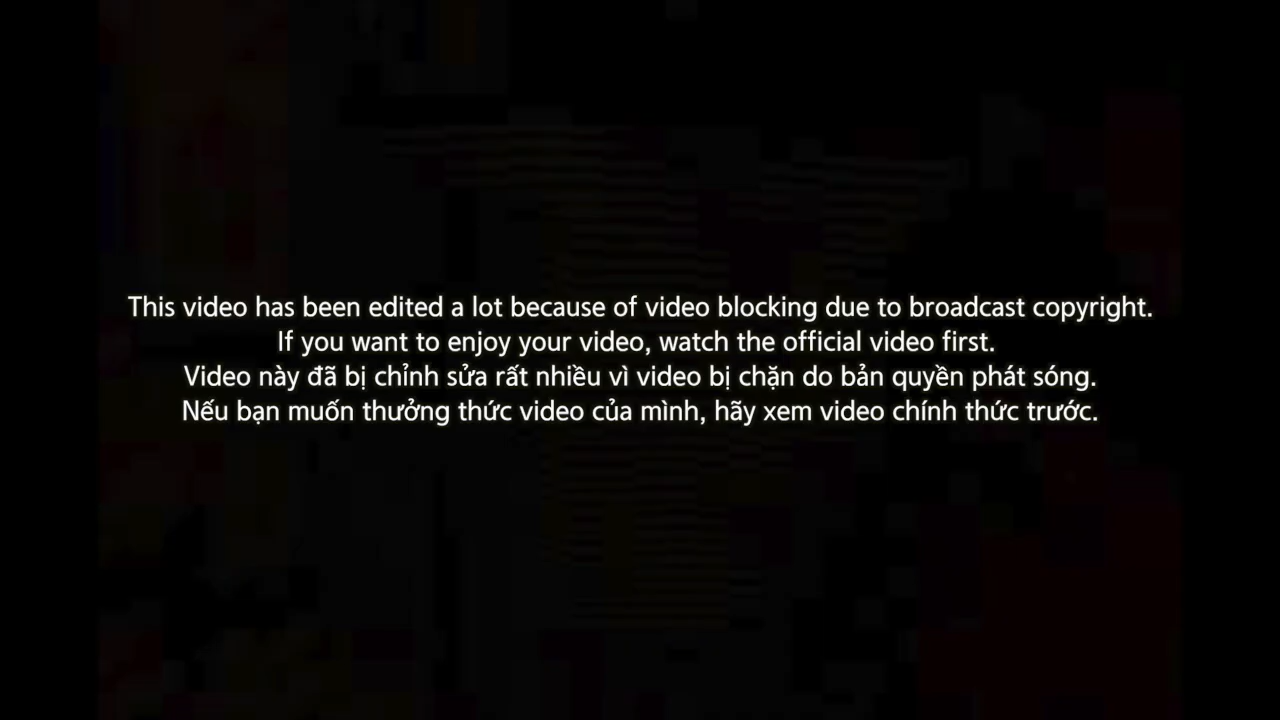 This video has been edited a lot because of video blocking due to broadcast copyright.
If you want to enjoy your video, watch the official video first.
Video này đã bị chỉnh sửa rất nhiều vì video bị chặn do bản quyền phát sóng.
Nếu bạn muốn thưởng thức video của mình, hãy xem video chính thức trước.